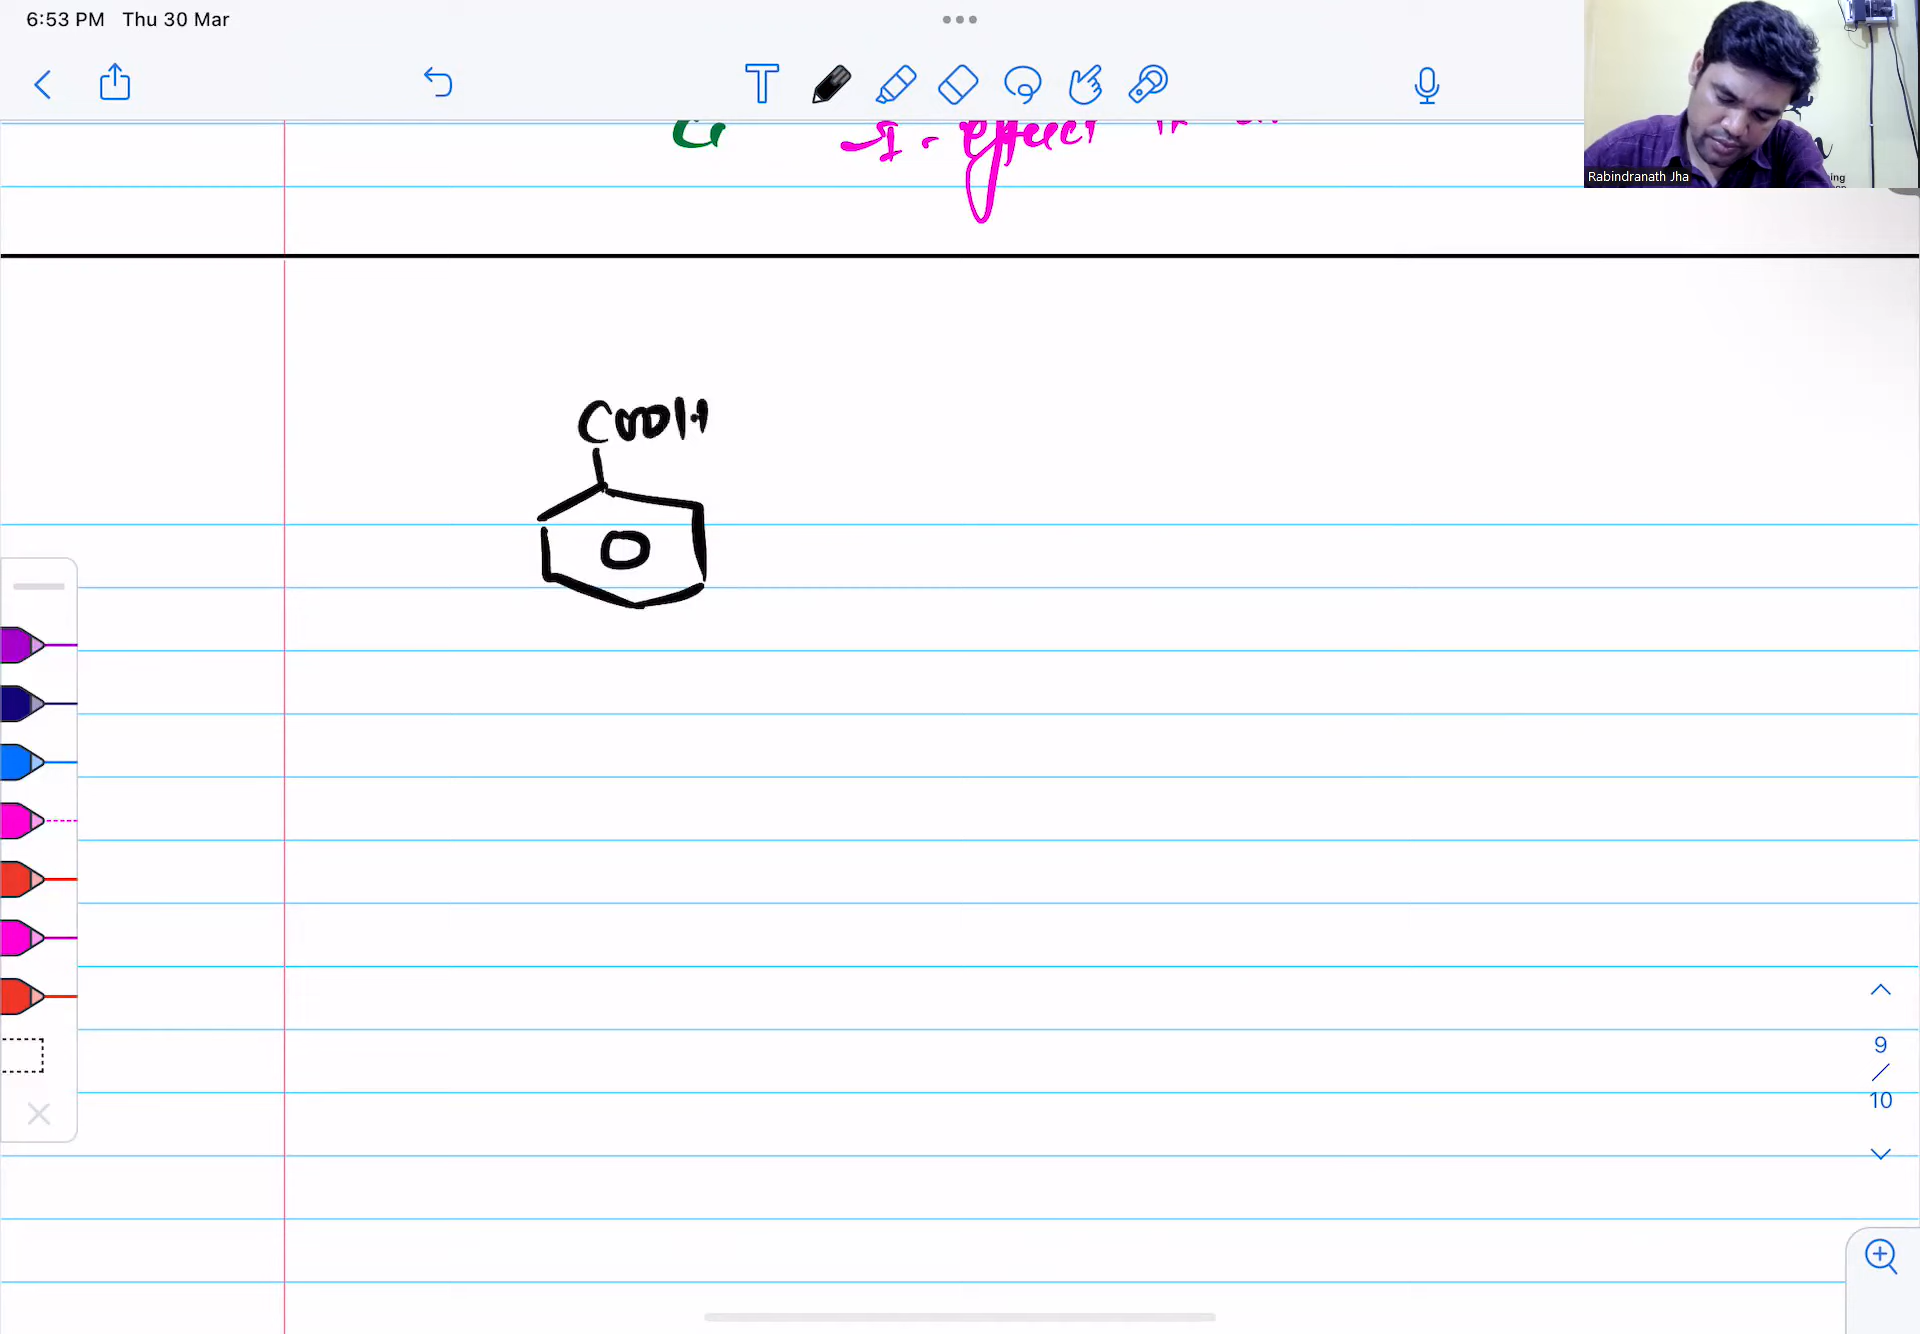 6:53 PM Thu 30 Mar
Rabindranath Jha
-I - effect
COOH
9
/
10